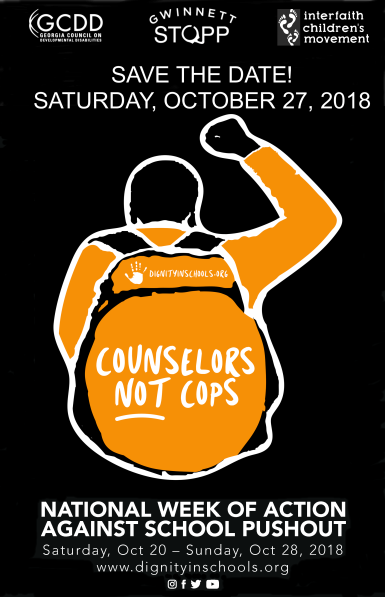 GCDD
GEORGIA COUNCIL ON
DEVELOPMENTAL DISABILITIES
GWINNETT
STOPP
interfaith
children's
movement
SAVE THE DATE!
SATURDAY, OCTOBER 27, 2018
DIGNITYINSCHOOLS.ORG
COUNSELORS
NOT COPS
NATIONAL WEEK OF ACTION
AGAINST SCHOOL PUSHOUT
Saturday, Oct 20 – Sunday, Oct 28, 2018
www.dignityinschools.org